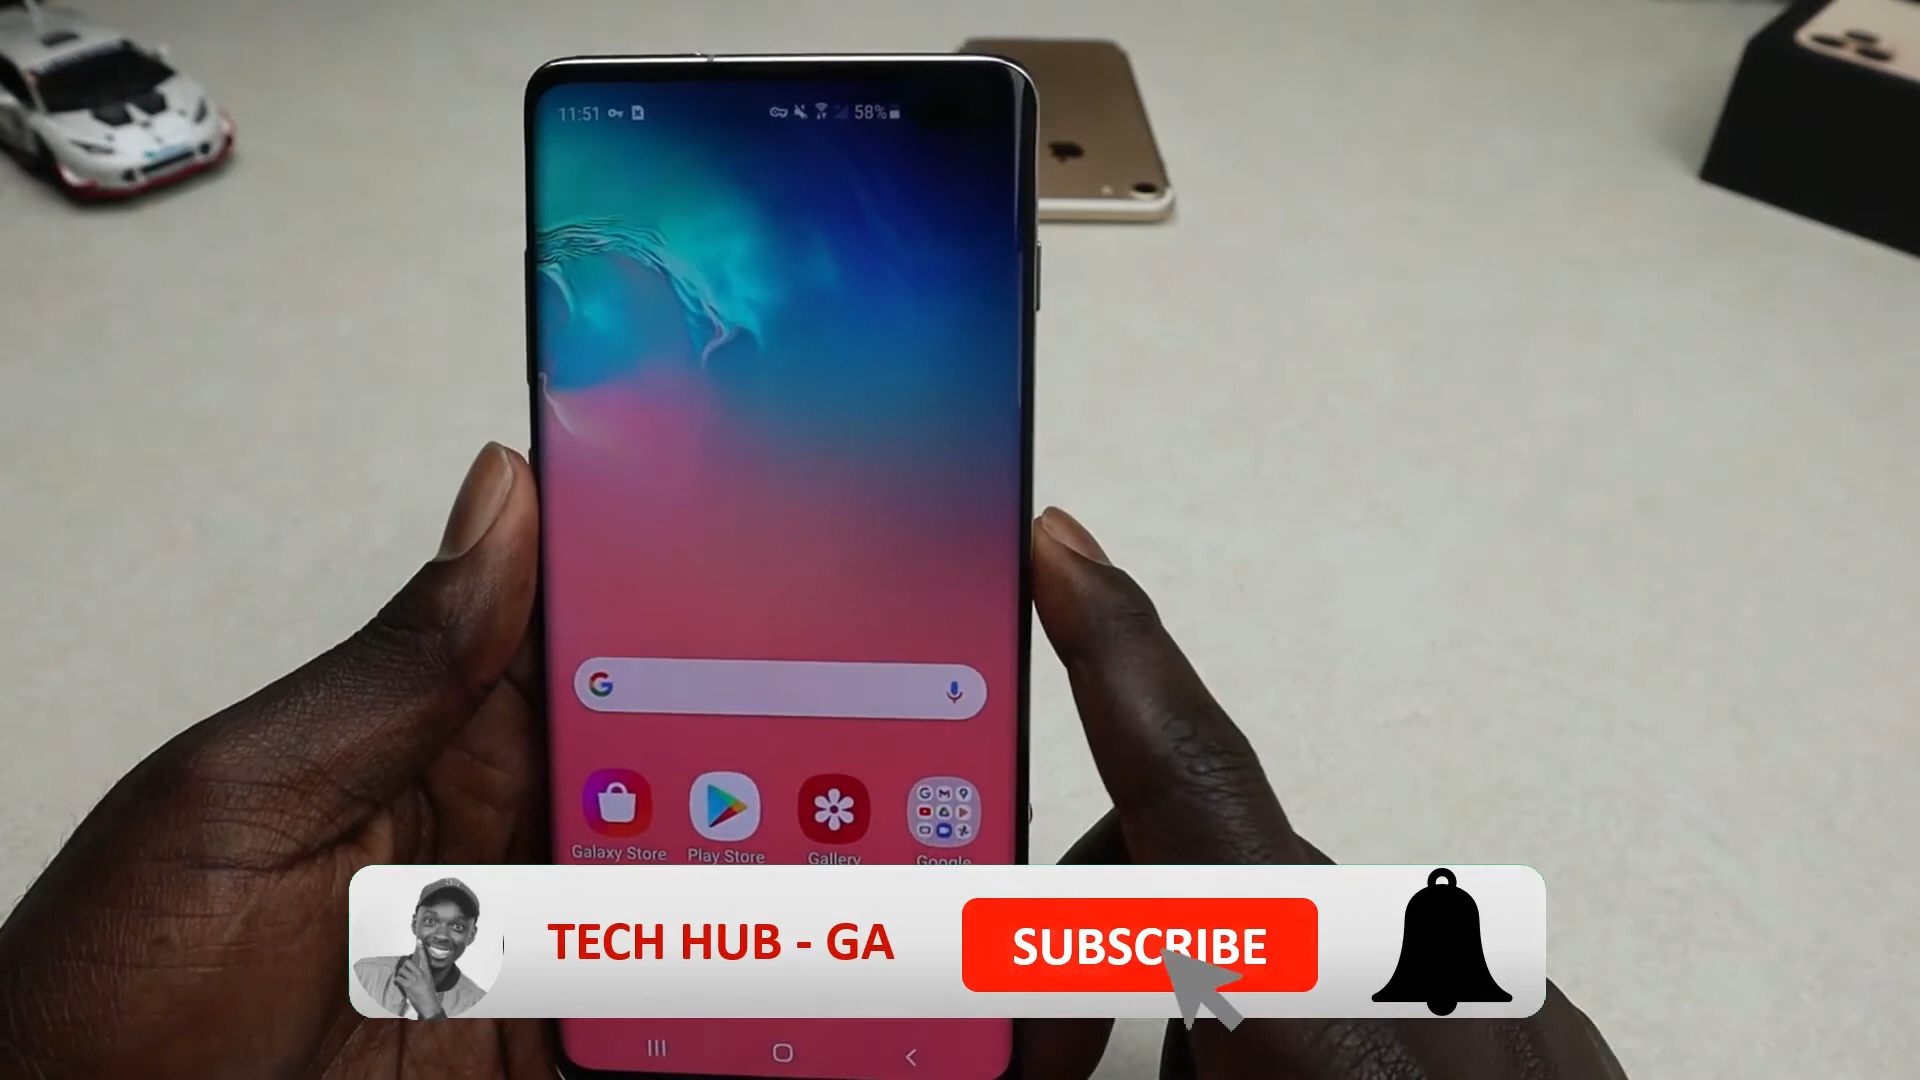 11:51
58%
Galaxy Store
Play Store
Gallery
Google
TECH HUB - GA
SUBSCRIBE